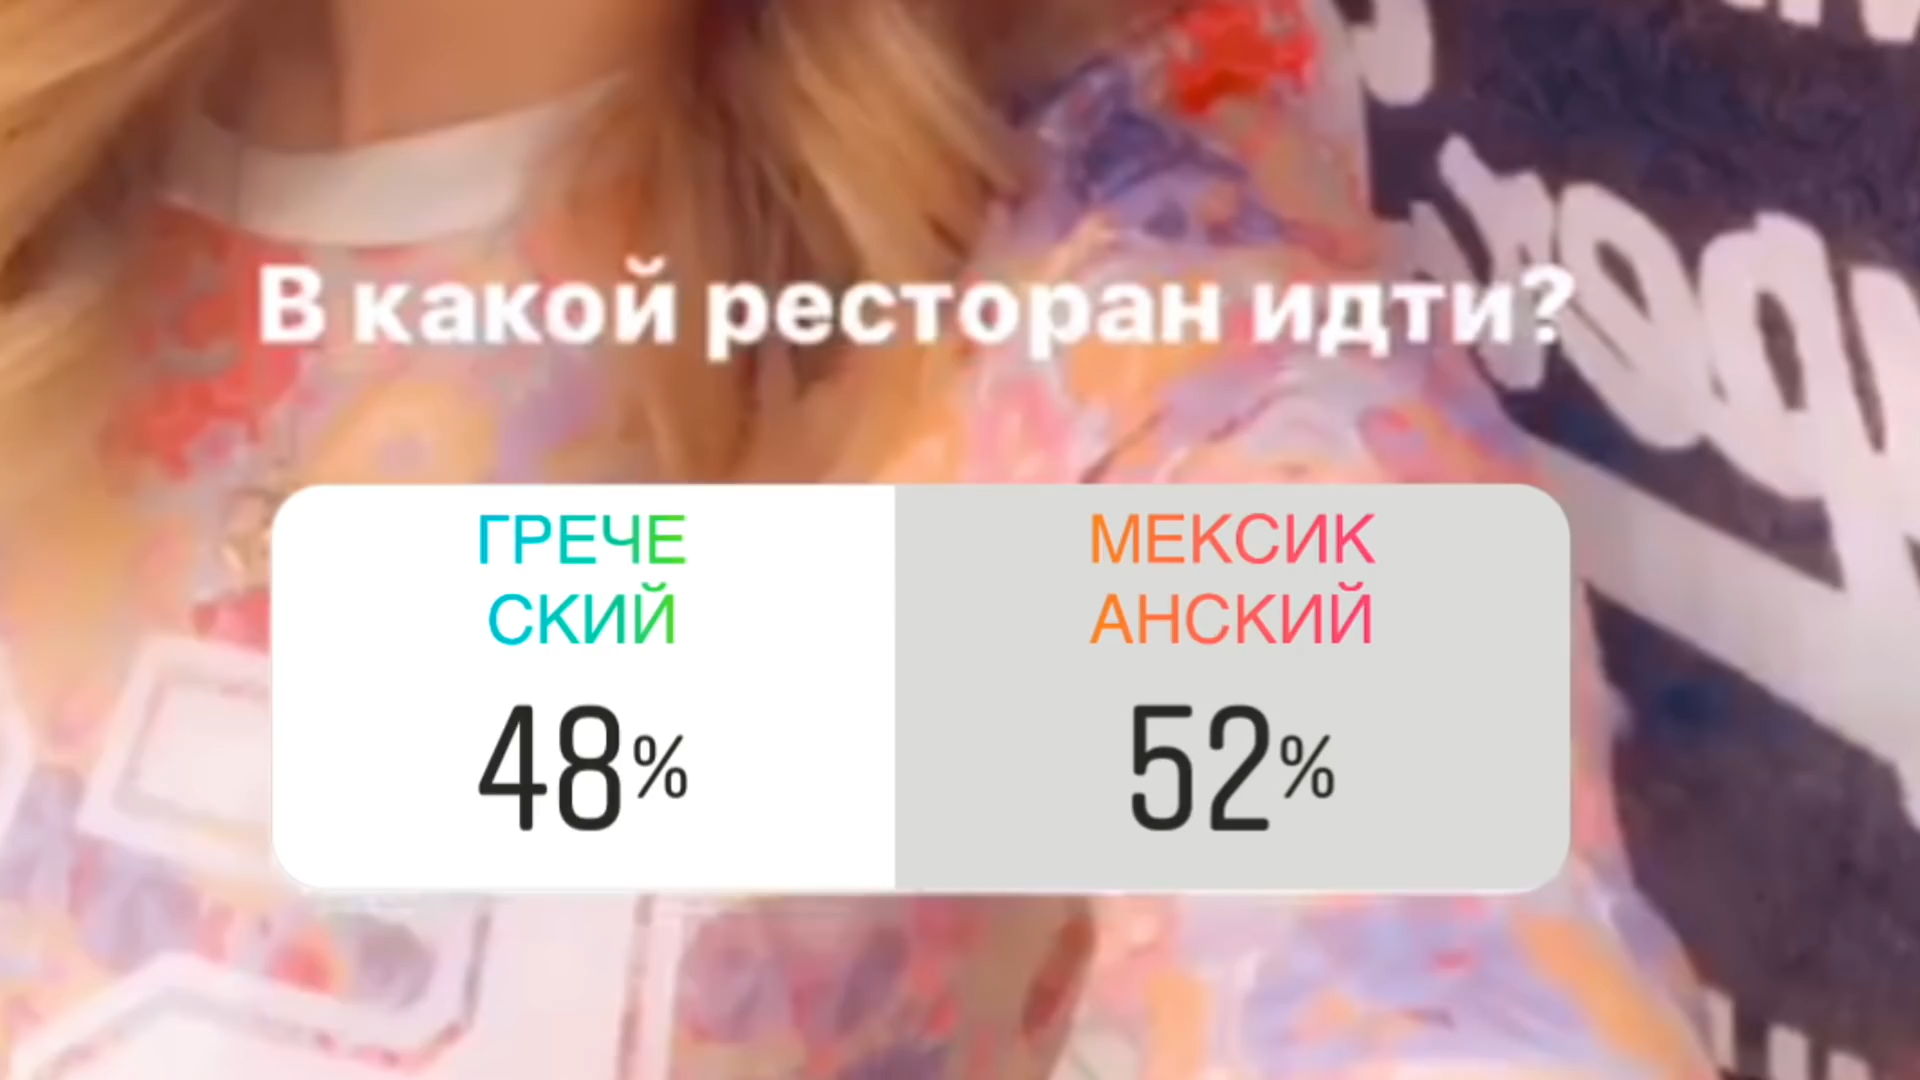 В какой ресторан идти?
ГРЕЧЕ
СКИЙ
МЕКСИК
АНСКИЙ
48%
52%